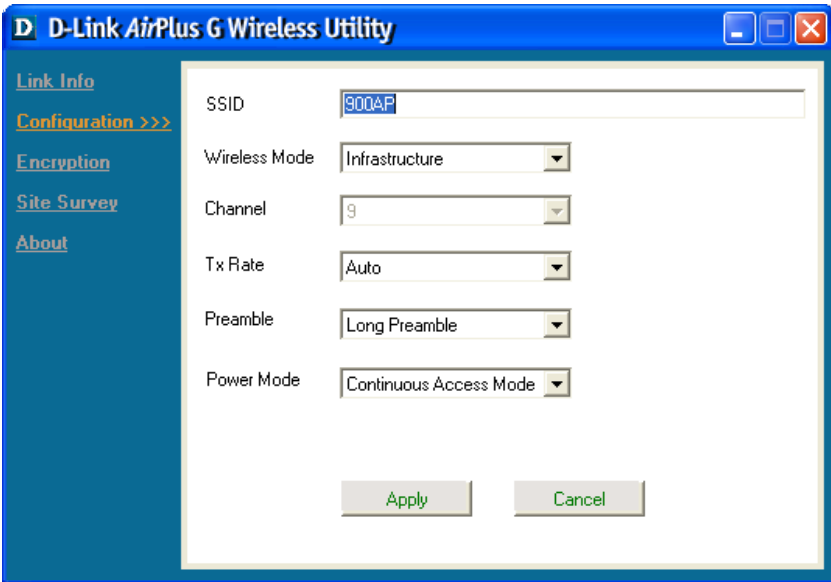 D D-Link AirPlus G Wireless Utility
Link Info
Configuration >>>
Encryption
Site Survey
About
SSID 900AP
Wireless Mode Infrastructure
Channel 9
Tx Rate Auto
Preamble Long Preamble
Power Mode Continuous Access Mode
Apply Cancel